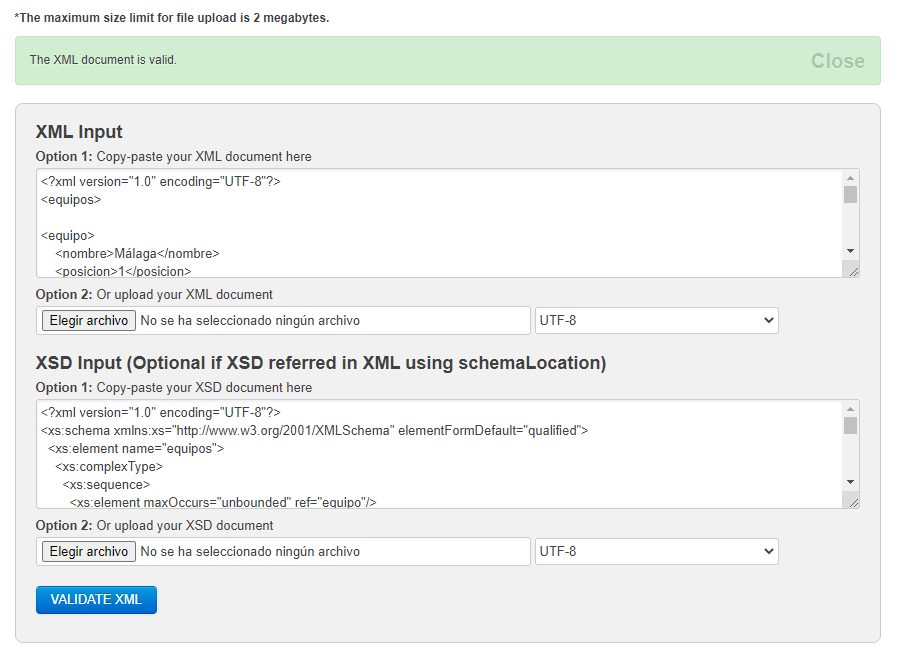 *The maximum size limit for file upload is 2 megabytes.
The XML document is valid.
Close
XML Input
Option 1: Copy-paste your XML document here
<?xml version="1.0" encoding="UTF-8"?>
<equipos>
<equipo>
<nombre>Málaga</nombre>
<posicion>1</posicion>
Option 2: Or upload your XML document
Elegir archivo No se ha seleccionado ningún archivo UTF-8
XSD Input (Optional if XSD referred in XML using schemaLocation)
Option 1: Copy-paste your XSD document here
<?xml version="1.0" encoding="UTF-8"?>
<xs:schema xmlns:xs="http://www.w3.org/2001/XMLSchema" elementFormDefault="qualified">
<xs:element name="equipos">
<xs:complexType>
<xs:sequence>
<xs:element maxOccurs="unbounded" ref="equipo"/>
Option 2: Or upload your XSD document
Elegir archivo No se ha seleccionado ningún archivo UTF-8
VALIDATE XML